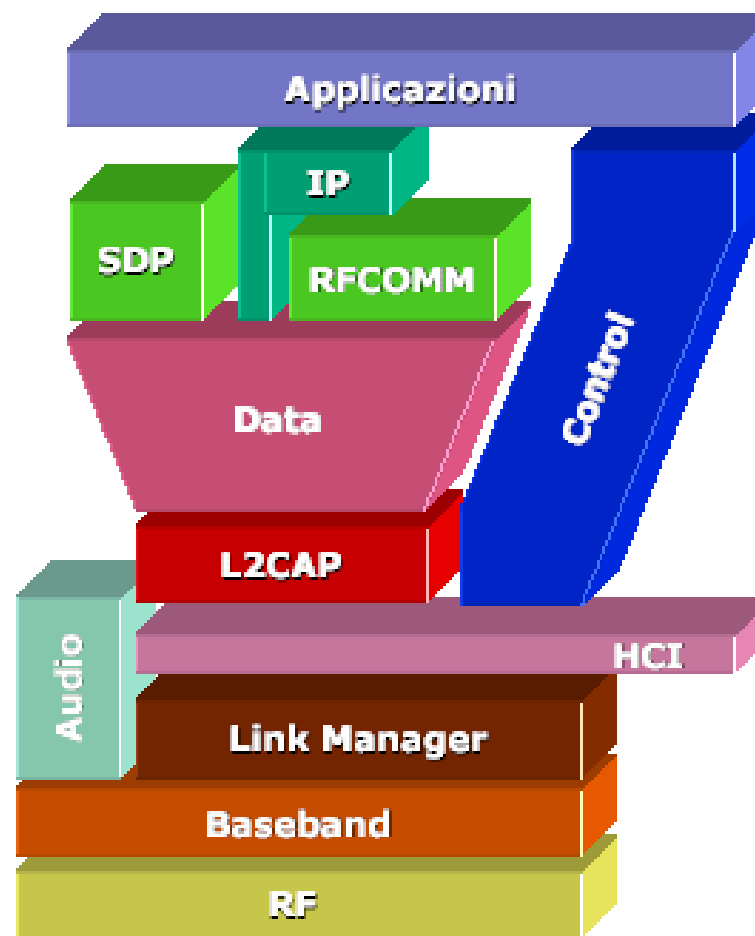 Applicazioni
IP
SDP
RFCOMM
Control
Data
L2CAP
Audio
HCI
Link Manager
Baseband
RF